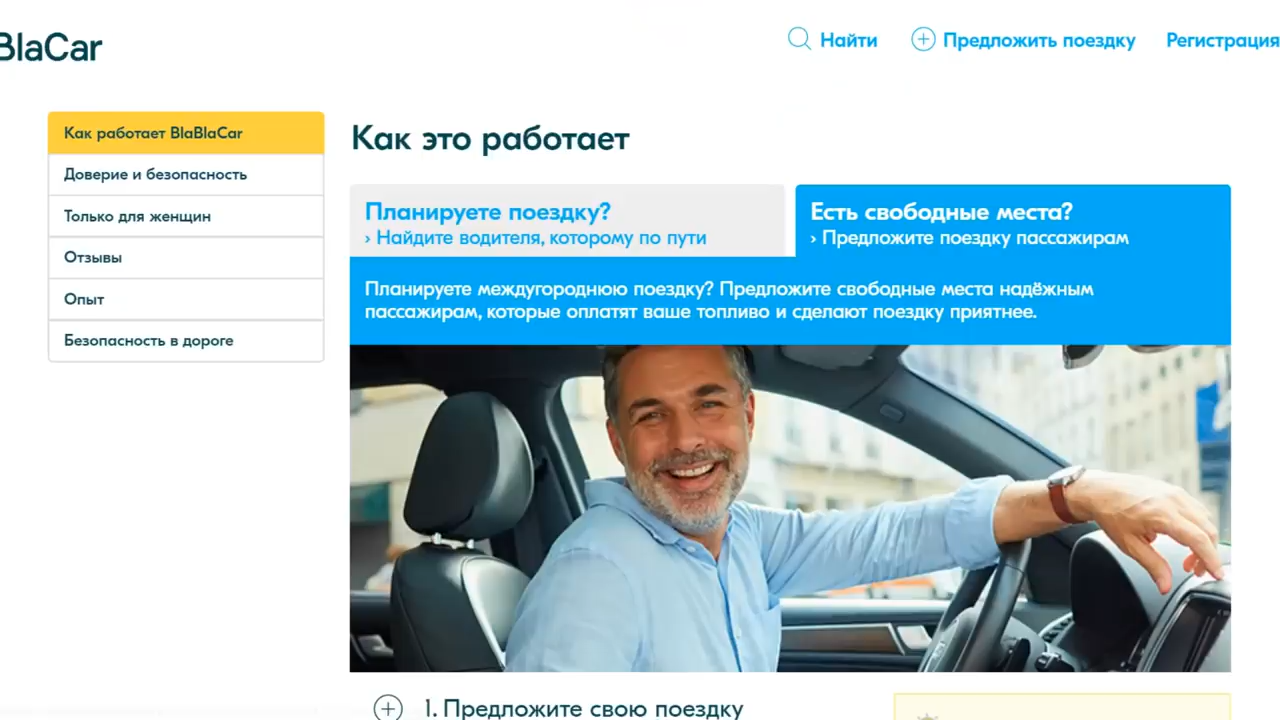 BlaCar
Найти
Предложить поездку
Регистрация
Как работает BlaBlaCar
Доверие и безопасность
Только для женщин
Отзывы
Опыт
Безопасность в дороге
Как это работает
Планируете поездку?
› Найдите водителя, которому по пути
Есть свободные места?
› Предложите поездку пассажирам
Планируете междугороднюю поездку? Предложите свободные места надёжным
пассажирам, которые оплатят ваше топливо и сделают поездку приятнее.
1. Предложите свою поездку